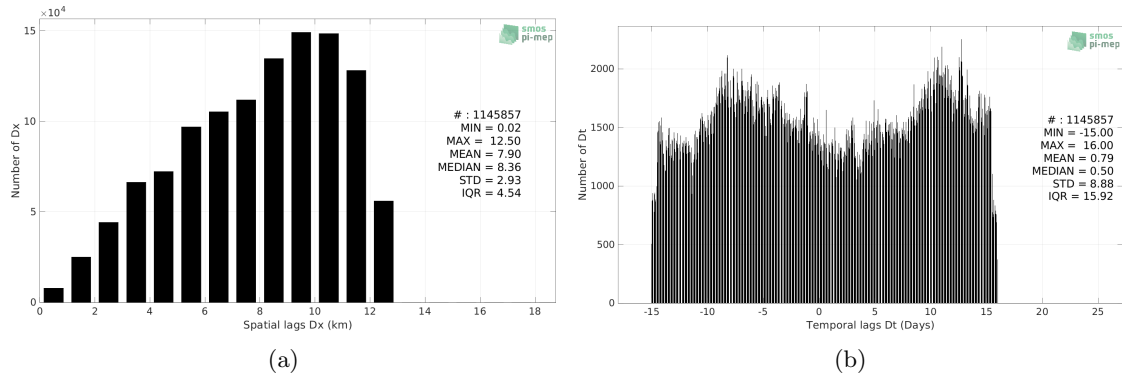 ×10⁴
15
10
5
0
0 2 4 6 8 10 12 14 16 18
Number of Dx
Spatial lags Dx (km)
smos
pi-mep
# : 1145857
MIN = 0.02
MAX = 12.50
MEAN = 7.90
MEDIAN = 8.36
STD = 2.93
IQR = 4.54
(a)
2000
1500
1000
500
0
-15 -10 -5 0 5 10 15 20 25
Number of Dt
Temporal lags Dt (Days)
smos
pi-mep
# : 1145857
MIN = -15.00
MAX = 16.00
MEAN = 0.79
MEDIAN = 0.50
STD = 8.88
IQR = 15.92
(b)